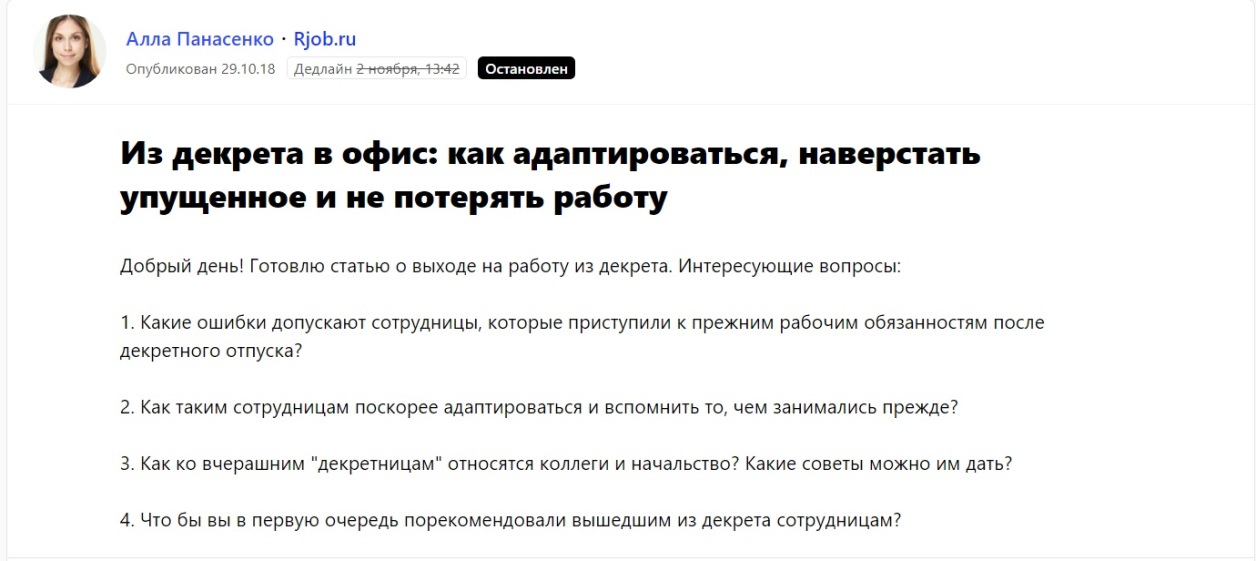 Алла Панасенко · Rjob.ru
Опубликован 29.10.18 Дедлайн 2 ноября, 13:42 Остановлен
Из декрета в офис: как адаптироваться, наверстать
упущенное и не потерять работу
Добрый день! Готовлю статью о выходе на работу из декрета. Интересующие вопросы:
1. Какие ошибки допускают сотрудницы, которые приступили к прежним рабочим обязанностям после
декретного отпуска?
2. Как таким сотрудницам поскорее адаптироваться и вспомнить то, чем занимались прежде?
3. Как ко вчерашним "декретницам" относятся коллеги и начальство? Какие советы можно им дать?
4. Что бы вы в первую очередь порекомендовали вышедшим из декрета сотрудницам?